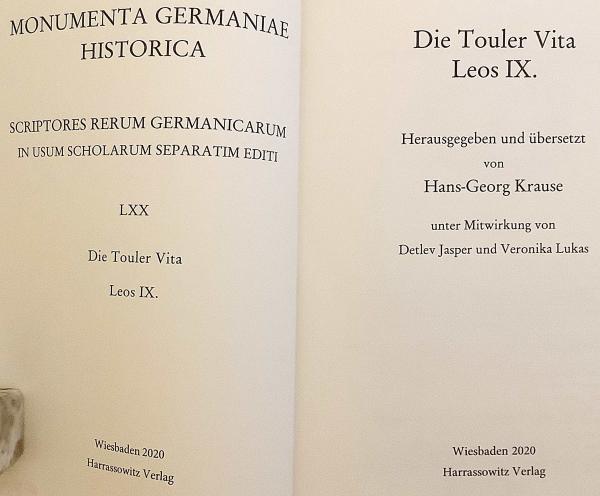 MONUMENTA GERMANIAE
HISTORICA
SCRIPTORES RERUM GERMANICARUM
IN USUM SCHOLARUM SEPARATIM EDITI
LXX
Die Touler Vita
Leos IX.
Wiesbaden 2020
Harrassowitz Verlag
Die Touler Vita
Leos IX.
Herausgegeben und übersetzt
von
Hans-Georg Krause
unter Mitwirkung von
Detlev Jasper und Veronika Lukas
Wiesbaden 2020
Harrassowitz Verlag